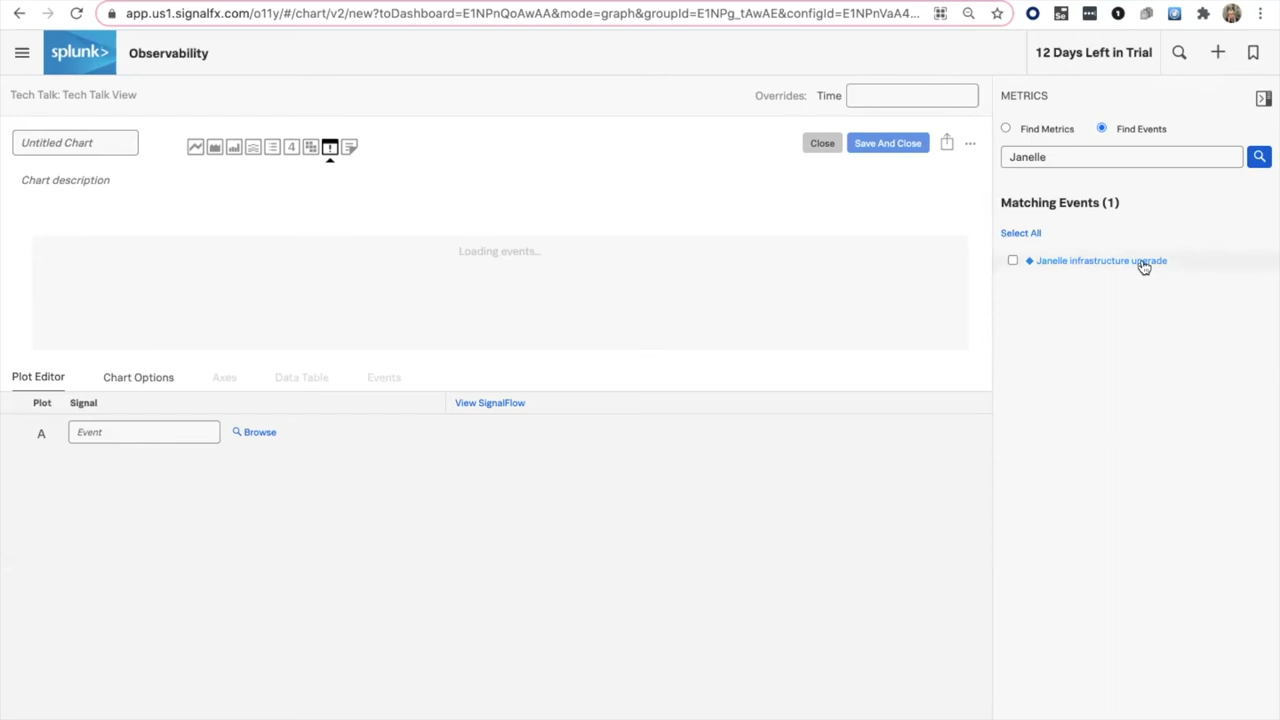 app.us1.signalfx.com/o11y/#/chart/v2/new?toDashboard=E1NPnQoAwAA&mode=graph&groupId=E1NPg_tAwAE&configId=E1NPnVaA4...
splunk>
Observability
12 Days Left in Trial
Tech Talk: Tech Talk View
Overrides: Time
METRICS
Find Metrics
Find Events
Untitled Chart
4
Close
Save And Close
Janelle
Chart description
Matching Events (1)
Select All
Loading events...
Janelle infrastructure upgrade
Plot Editor
Chart Options
Axes
Data Table
Events
Plot
Signal
View SignalFlow
A
Event
Browse